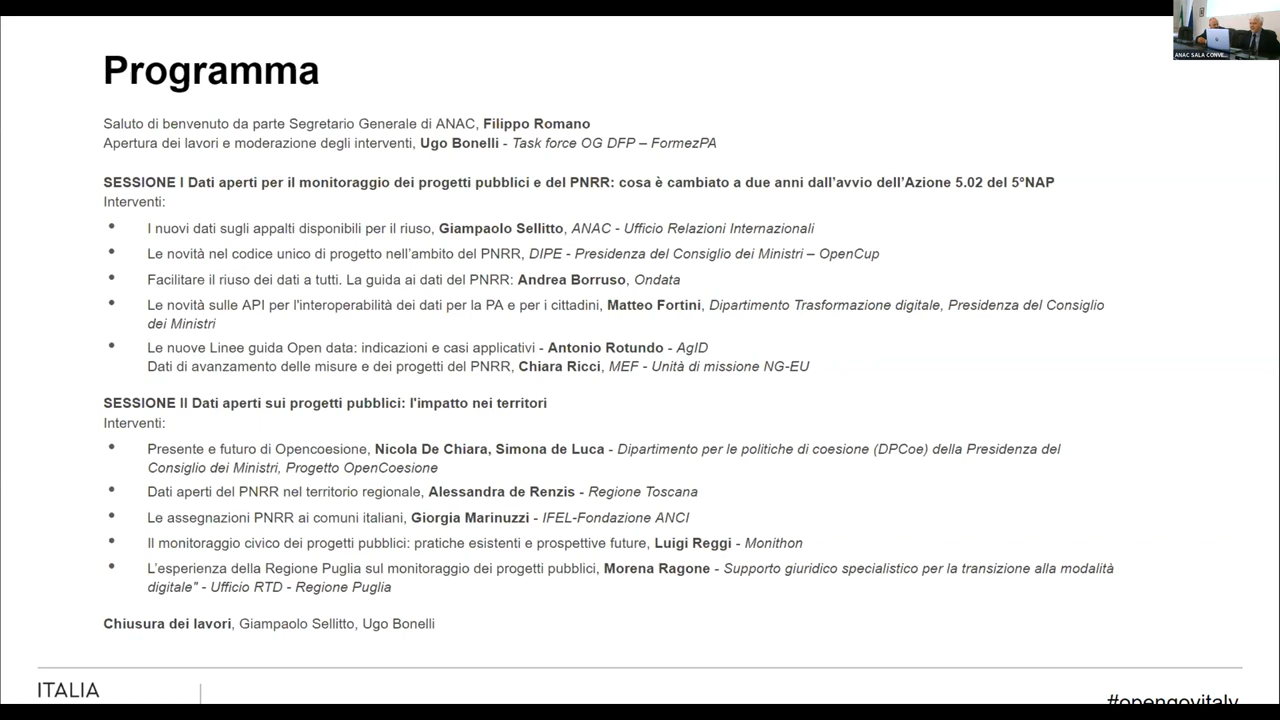 Programma
Saluto di benvenuto da parte Segretario Generale di ANAC, Filippo Romano
Apertura dei lavori e moderazione degli interventi, Ugo Bonelli - Task force OG DFP – FormezPA
SESSIONE I Dati aperti per il monitoraggio dei progetti pubblici e del PNRR: cosa è cambiato a due anni dall'avvio dell'Azione 5.02 del 5°NAP
Interventi:
• I nuovi dati sugli appalti disponibili per il riuso, Giampaolo Sellitto, ANAC - Ufficio Relazioni Internazionali
• Le novità nel codice unico di progetto nell'ambito del PNRR, DIPE - Presidenza del Consiglio dei Ministri – OpenCup
• Facilitare il riuso dei dati a tutti. La guida ai dati del PNRR: Andrea Borruso, Ondata
• Le novità sulle API per l'interoperabilità dei dati per la PA e per i cittadini, Matteo Fortini, Dipartimento Trasformazione digitale, Presidenza del Consiglio
dei Ministri
• Le nuove Linee guida Open data: indicazioni e casi applicativi - Antonio Rotundo - AgID
Dati di avanzamento delle misure e dei progetti del PNRR, Chiara Ricci, MEF - Unità di missione NG-EU
SESSIONE II Dati aperti sui progetti pubblici: l'impatto nei territori
Interventi:
• Presente e futuro di Opencoesione, Nicola De Chiara, Simona de Luca - Dipartimento per le politiche di coesione (DPCoe) della Presidenza del
Consiglio dei Ministri, Progetto OpenCoesione
• Dati aperti del PNRR nel territorio regionale, Alessandra de Renzis - Regione Toscana
• Le assegnazioni PNRR ai comuni italiani, Giorgia Marinuzzi - IFEL-Fondazione ANCI
• Il monitoraggio civico dei progetti pubblici: pratiche esistenti e prospettive future, Luigi Reggi - Monithon
• L'esperienza della Regione Puglia sul monitoraggio dei progetti pubblici, Morena Ragone - Supporto giuridico specialistico per la transizione alla modalità
digitale" - Ufficio RTD - Regione Puglia
Chiusura dei lavori, Giampaolo Sellitto, Ugo Bonelli
ITALIA
#opengovitaly
ANAC SALA CONVE...